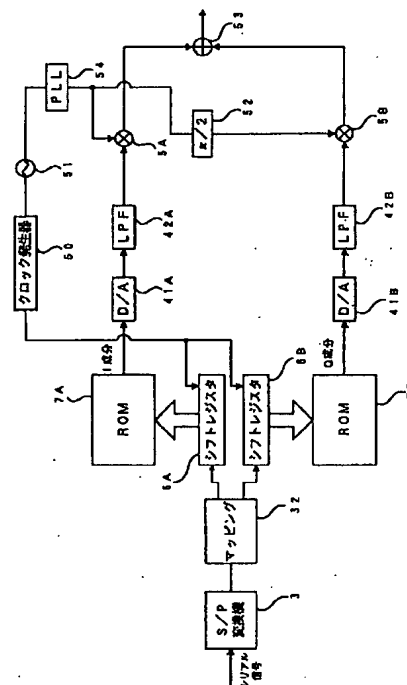 シリアル
信号
S/P
変換機
3
マッピング
32
シフトレジスタ
6A
シフトレジスタ
6B
ROM
7A
ROM
I成分
Q成分
D/A
41A
D/A
41B
LPF
42A
LPF
42B
クロック発生器
50
51
PLL
54
π/2
52
5A
5B
53